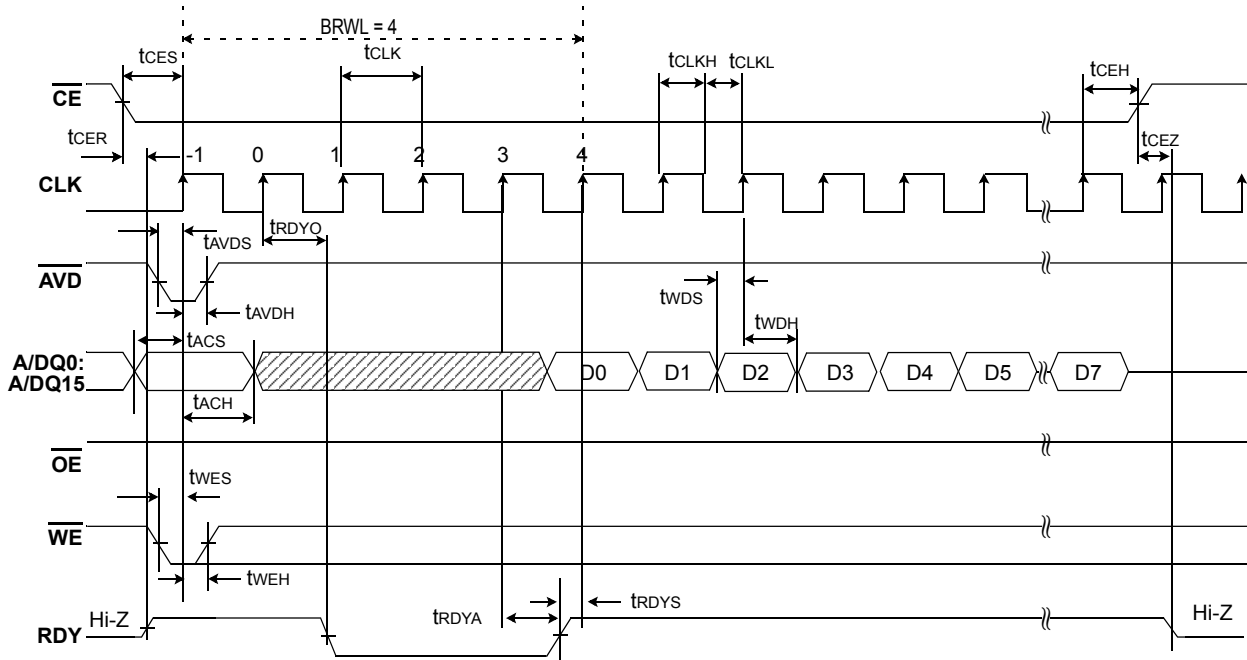 BRWL = 4
tCES tCLK tCLKH tCLKL tCEH
CE
tCER tCEZ
-1 0 1 2 3 4
CLK
tRDYO
tAVDS
AVD
tAVDH tWDS
tACS tWDH
A/DQ0:
A/DQ15
D0 D1 D2 D3 D4 D5 D7
tACH
OE
tWES
WE
tWEH
tRDYA tRDYS
RDY Hi-Z Hi-Z